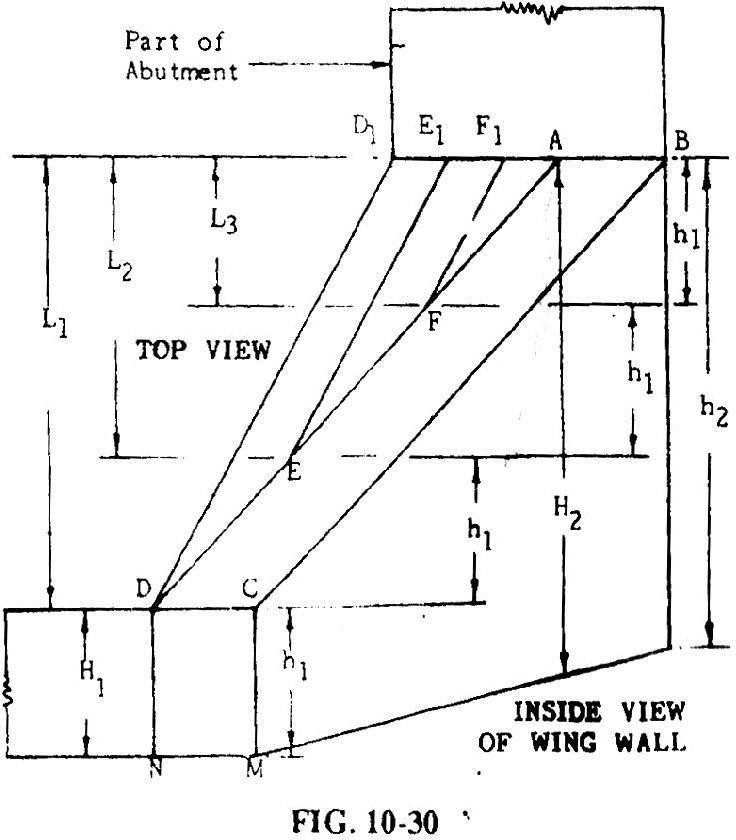 Part of
Abutment
D1 E1 F1 A B
L3
h1
L2
L1
F
TOP VIEW
h1
h2
E
H2
h1
D C
H1
h1
INSIDE VIEW
OF WING WALL
N M
FIG. 10-30